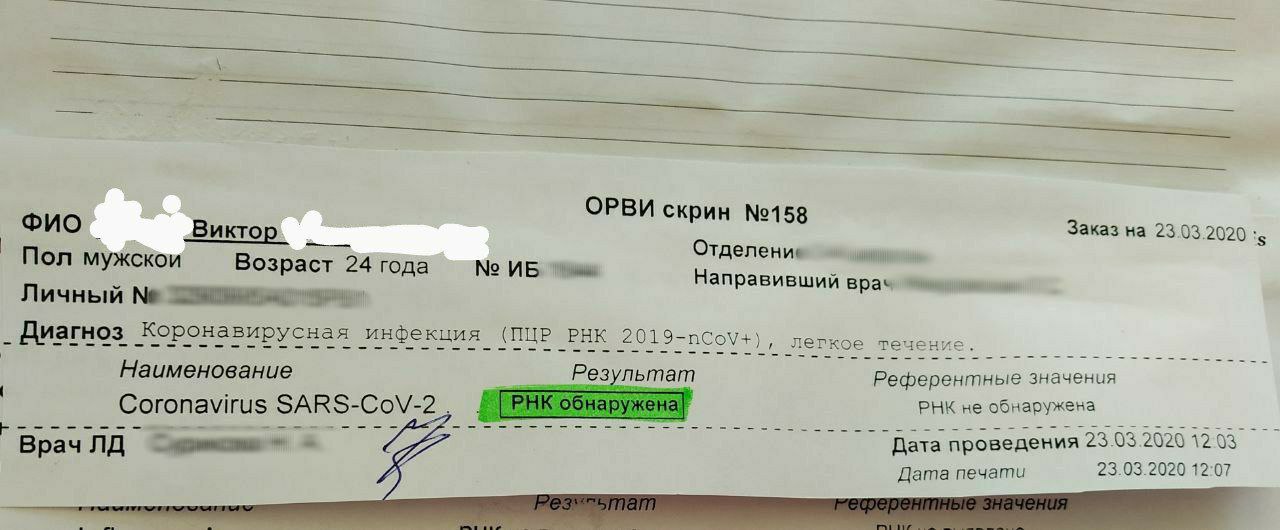 ОРВИ скрин №158
ФИО Виктор
Заказ на 23.03.2020
Пол мужской Возраст 24 года № ИБ
Отделени
Направивший врач
Личный №
Диагноз Коронавирусная инфекция (ПЦР РНК 2019-nCoV+), легкое течение.
Наименование Результат Референтные значения
Coronavirus SARS-CoV-2 РНК обнаружена РНК не обнаружена
Врач ЛД
Дата проведения 23.03.2020 12:03
Дата печати 23.03.2020 12:07
Результат Референтные значения